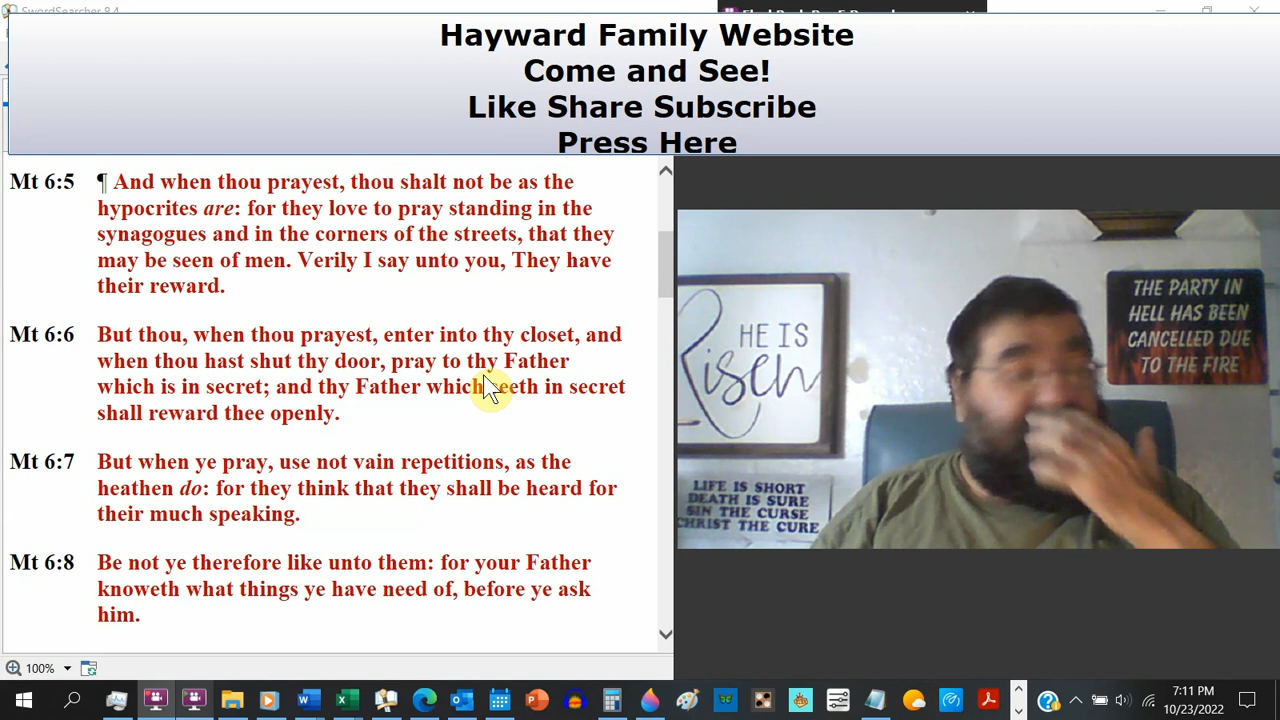 SwordSearcher 8.4
Hayward Family Website
Come and See!
Like Share Subscribe
Press Here
Mt 6:5 ¶ And when thou prayest, thou shalt not be as the
hypocrites are: for they love to pray standing in the
synagogues and in the corners of the streets, that they
may be seen of men. Verily I say unto you, They have
their reward.
Mt 6:6 But thou, when thou prayest, enter into thy closet, and
when thou hast shut thy door, pray to thy Father
which is in secret; and thy Father which seeth in secret
shall reward thee openly.
Mt 6:7 But when ye pray, use not vain repetitions, as the
heathen do: for they think that they shall be heard for
their much speaking.
Mt 6:8 Be not ye therefore like unto them: for your Father
knoweth what things ye have need of, before ye ask
him.
HE IS
Risen
LIFE IS SHORT
DEATH IS SURE
SIN THE CURSE
CHRIST THE CURE
THE PARTY IN
HELL HAS BEEN
CANCELLED DUE
TO THE FIRE
100%
7:11 PM
10/23/2022